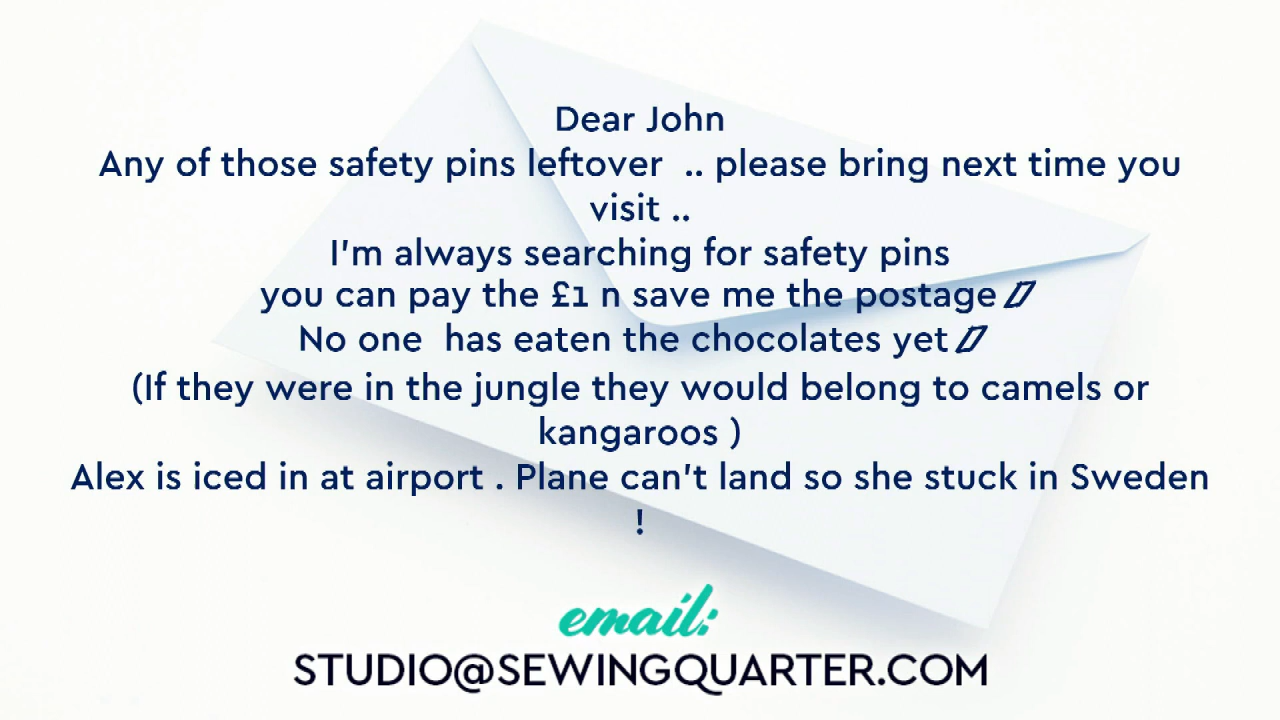 Dear John
Any of those safety pins leftover  .. please bring next time you
visit ..
I'm always searching for safety pins
you can pay the £1 n save me the postage
No one  has eaten the chocolates yet
(If they were in the jungle they would belong to camels or
kangaroos )
Alex is iced in at airport . Plane can't land so she stuck in Sweden
!
email:
STUDIO@SEWINGQUARTER.COM